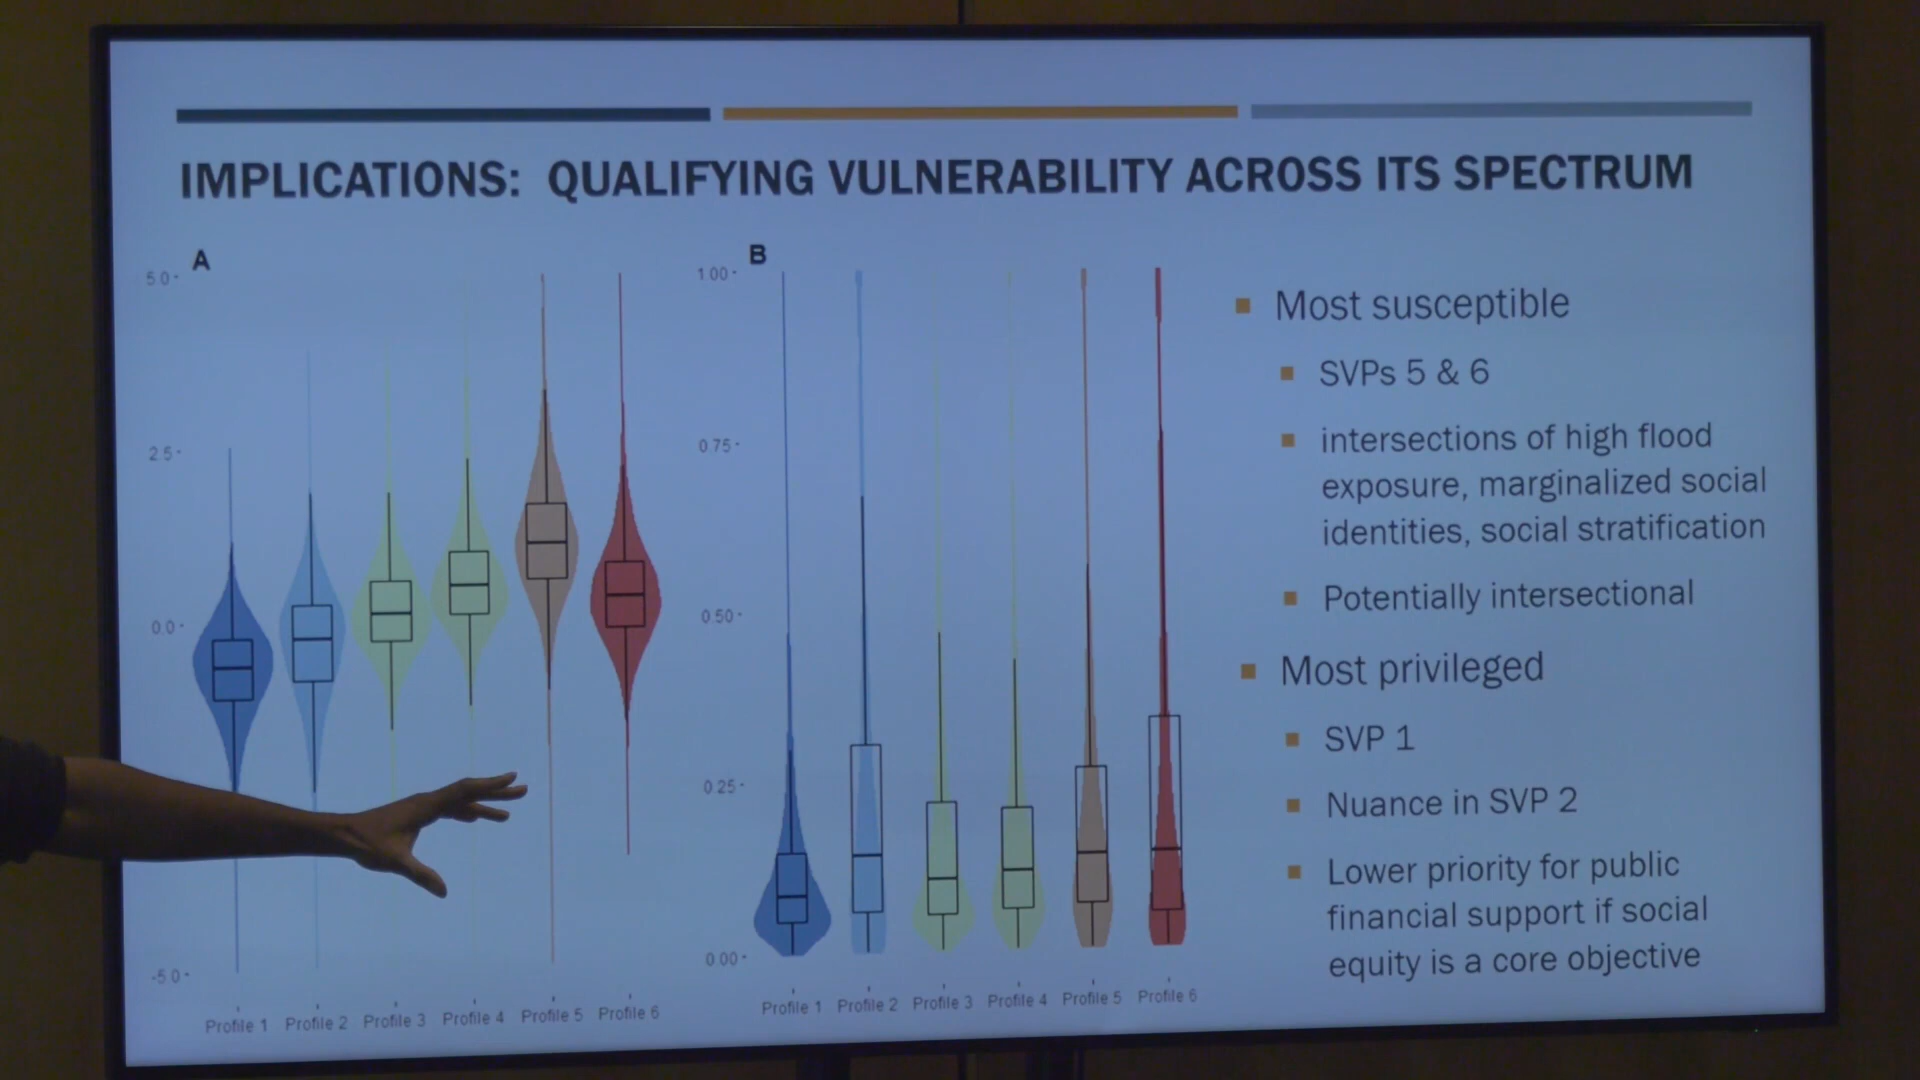 IMPLICATIONS: QUALIFYING VULNERABILITY ACROSS ITS SPECTRUM
A
5.0
2.5
0.0
-5.0
Profile 1 Profile 2 Profile 3 Profile 4 Profile 5 Profile 6
B
1.00
0.75
0.50
0.25
0.00
Profile 1 Profile 2 Profile 3 Profile 4 Profile 5 Profile 6
Most susceptible
SVPs 5 & 6
intersections of high flood
exposure, marginalized social
identities, social stratification
Potentially intersectional
Most privileged
SVP 1
Nuance in SVP 2
Lower priority for public
financial support if social
equity is a core objective